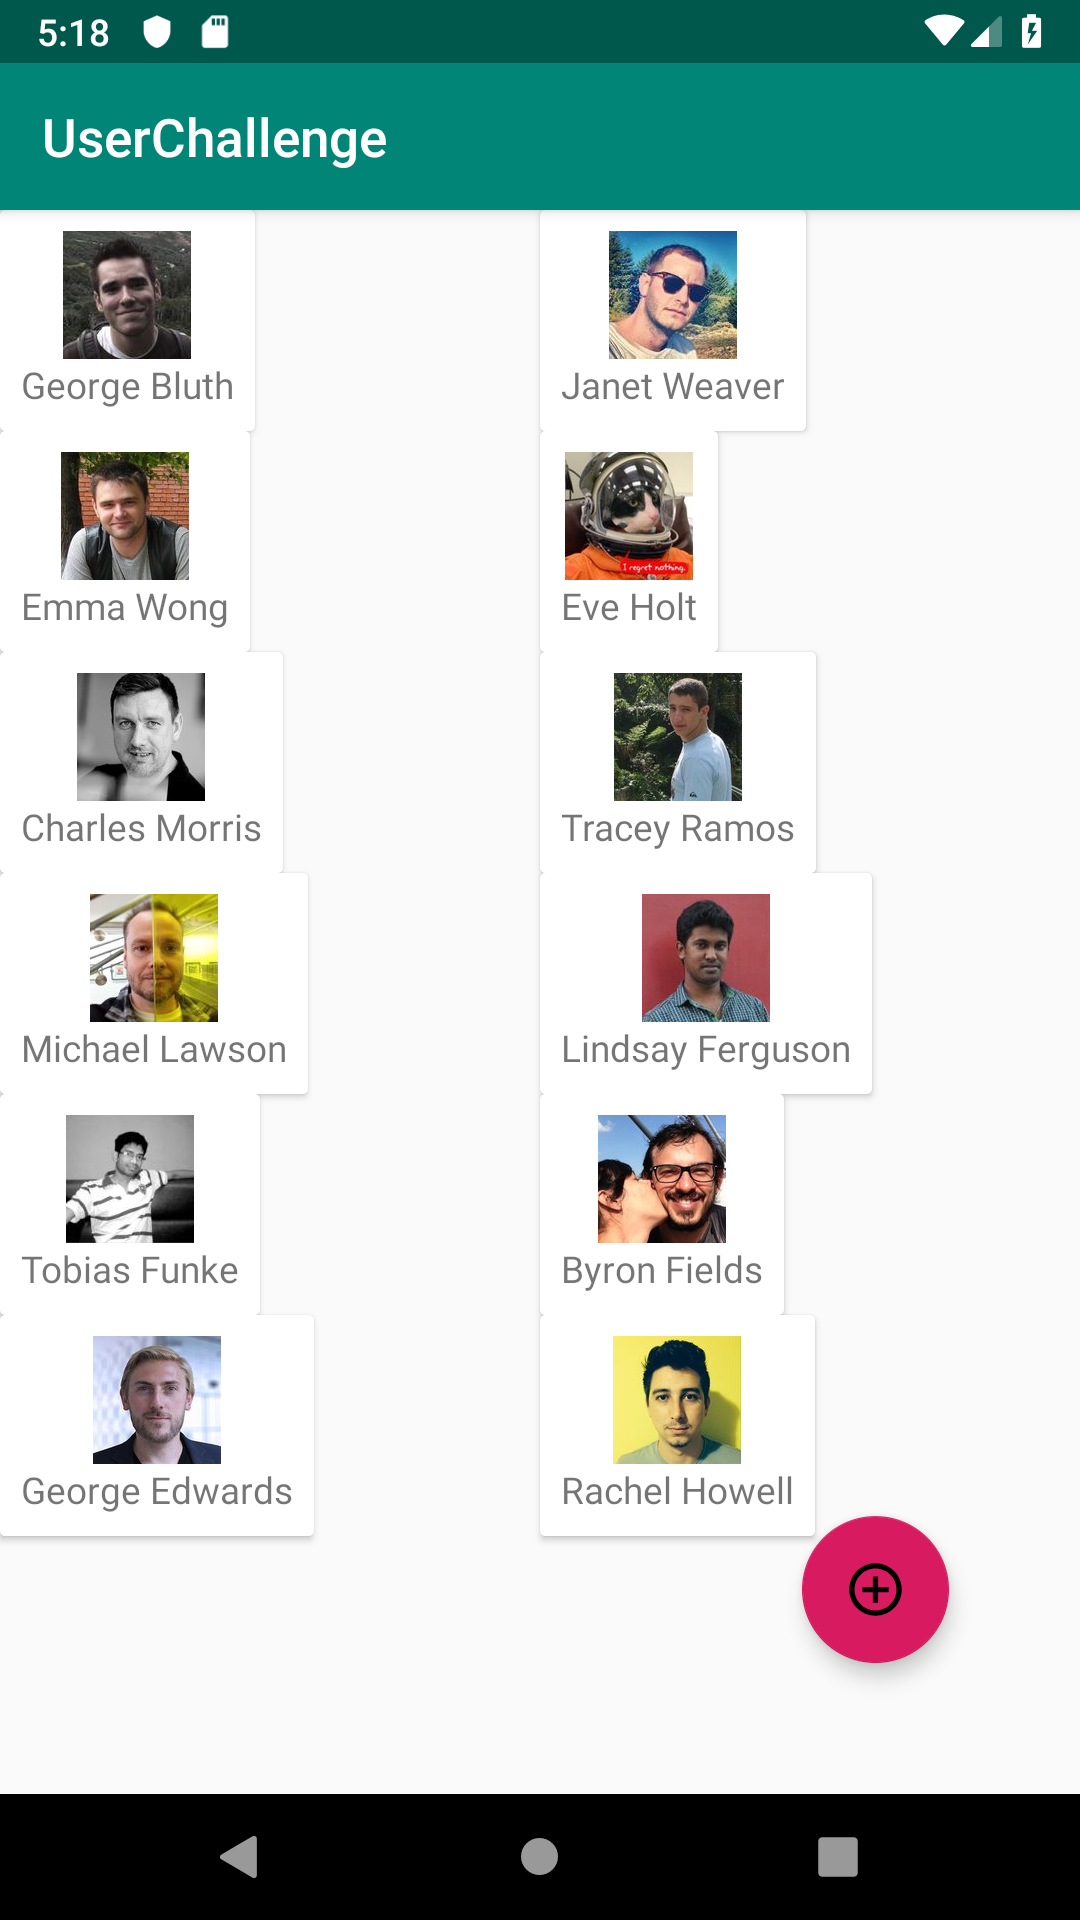 5:18
UserChallenge
George Bluth
Janet Weaver
Emma Wong
I regret nothing.
Eve Holt
Charles Morris
Tracey Ramos
Michael Lawson
Lindsay Ferguson
Tobias Funke
Byron Fields
George Edwards
Rachel Howell